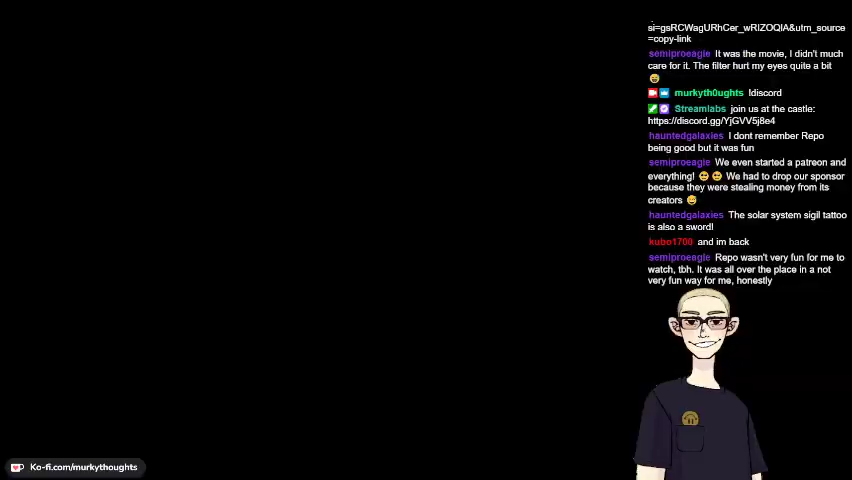 si=gsRCWagURhCer_wRIZOQIA&utm_source
=copy-link
semiproeagle It was the movie, I didn't much
care for it. The filter hurt my eyes quite a bit
😅
murkyth0ughts !discord
Streamlabs join us at the castle:
https://discord.gg/YjGVV5j8e4
hauntedgalaxies I dont remember Repo
being good but it was fun
semiproeagle We even started a patreon and
everything! 😄 😄 We had to drop our sponsor
because they were stealing money from its
creators 😅
hauntedgalaxies The solar system sigil tattoo
is also a sword!
kubo1700 and im back
semiproeagle Repo wasn't very fun for me to
watch, tbh. It was all over the place in a not
very fun way for me, honestly
Ko-fi.com/murkythoughts